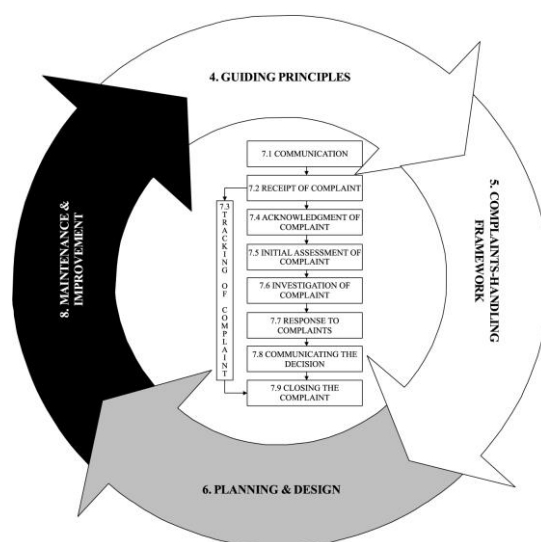 4. GUIDING PRINCIPLES
7.1 COMMUNICATION
7.2 RECEIPT OF COMPLAINT
7.3 TRACKING OF COMPLAINT
7.4 ACKNOWLEDGMENT OF
COMPLAINT
7.5 INITIAL ASSESSMENT OF
COMPLAINT
7.6 INVESTIGATION OF
COMPLAINT
7.7 RESPONSE TO
COMPLAINTS
7.8 COMMUNICATING THE
DECISION
7.9 CLOSING THE
COMPLAINT
5. COMPLAINTS-HANDLING
FRAMEWORK
6. PLANNING & DESIGN
8. MAINTENANCE &
IMPROVEMENT